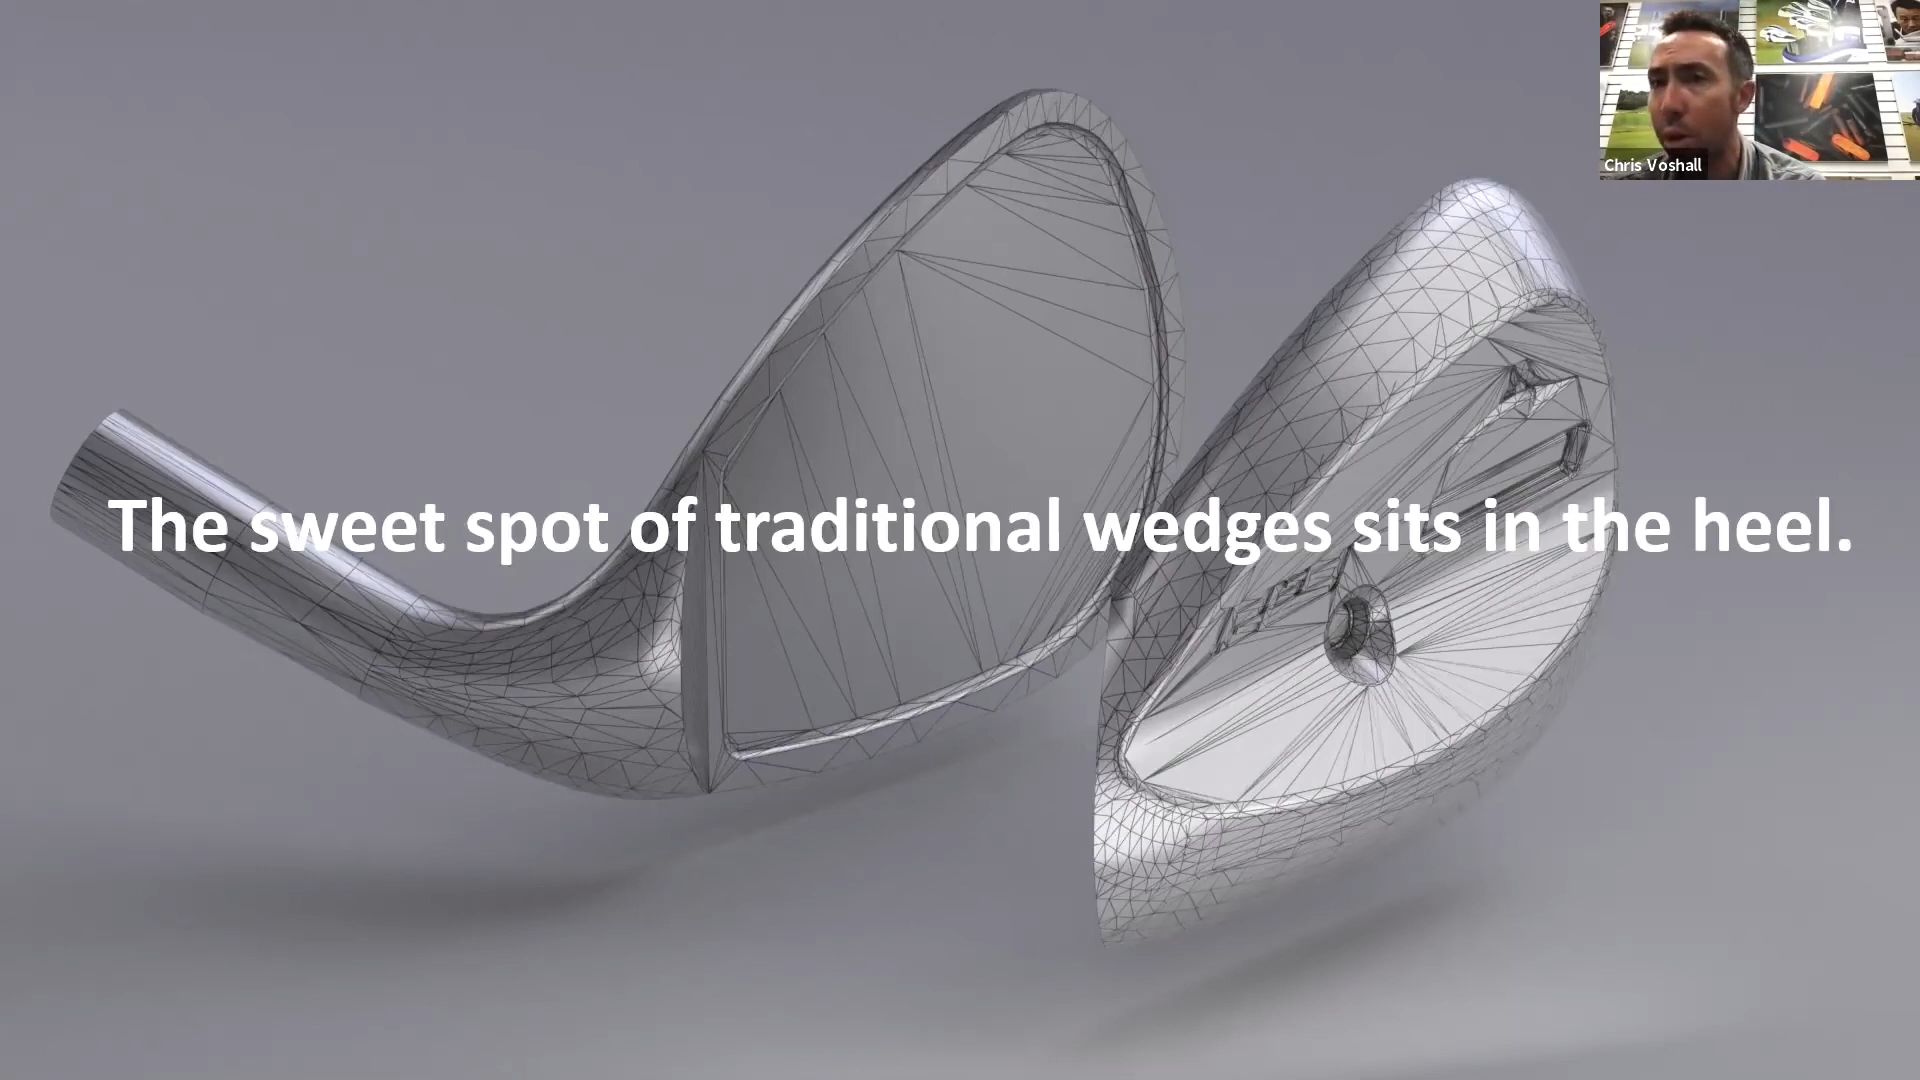 Chris Voshall
The sweet spot of traditional wedges sits in the heel.